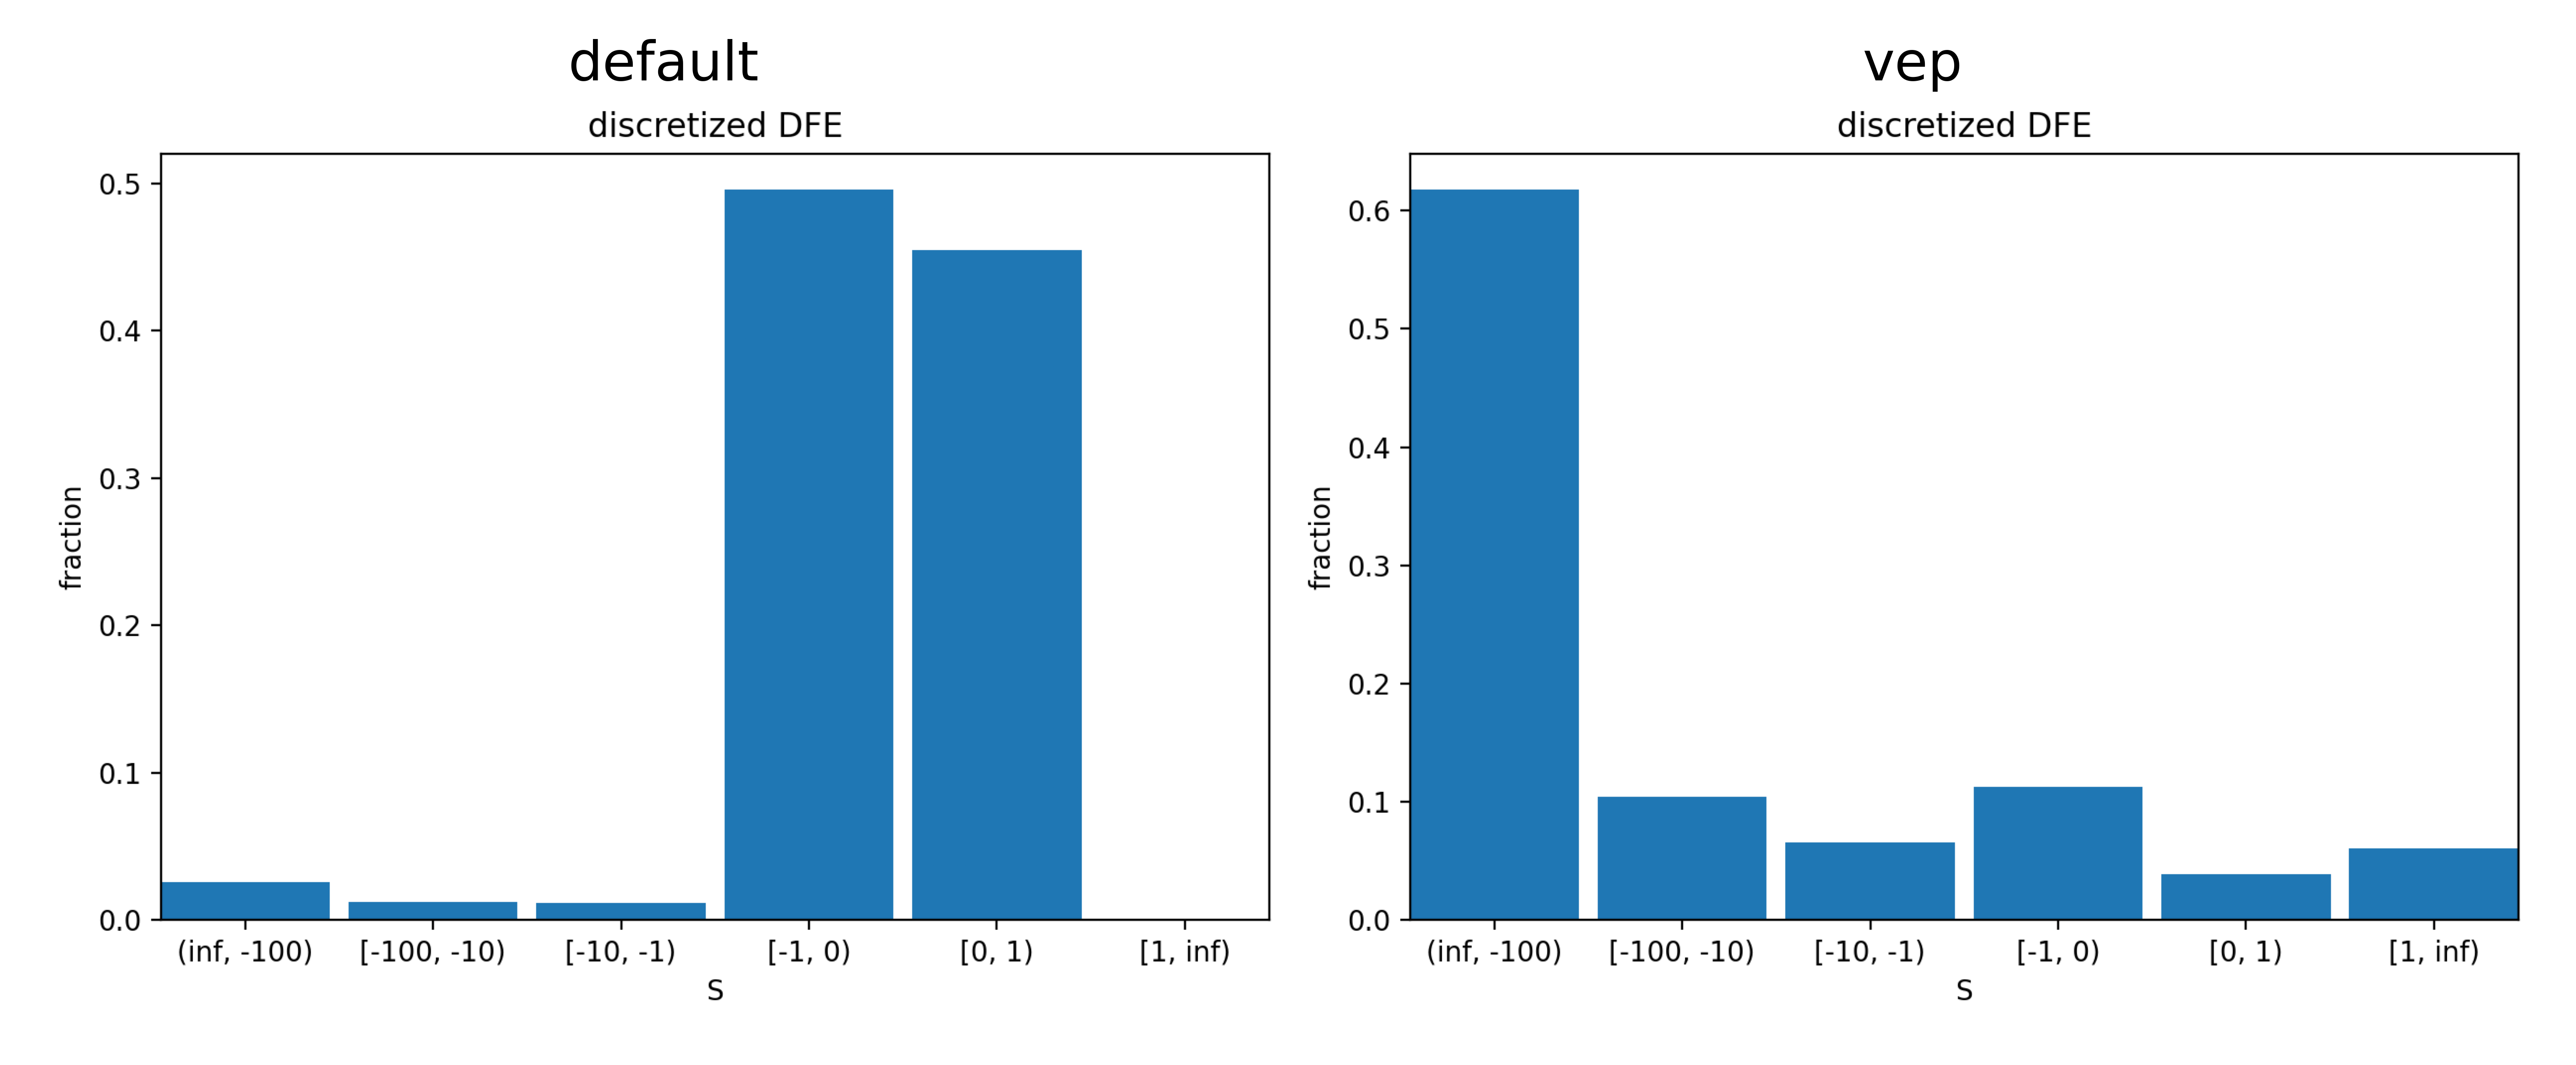 default
discretized DFE
0.5
0.4
0.3
0.2
0.1
0.0
fraction
(inf, -100)
[-100, -10)
[-10, -1)
[-1, 0)
[0, 1)
[1, inf)
S
vep
discretized DFE
0.6
0.5
0.4
0.3
0.2
0.1
0.0
fraction
(inf, -100)
[-100, -10)
[-10, -1)
[-1, 0)
[0, 1)
[1, inf)
S